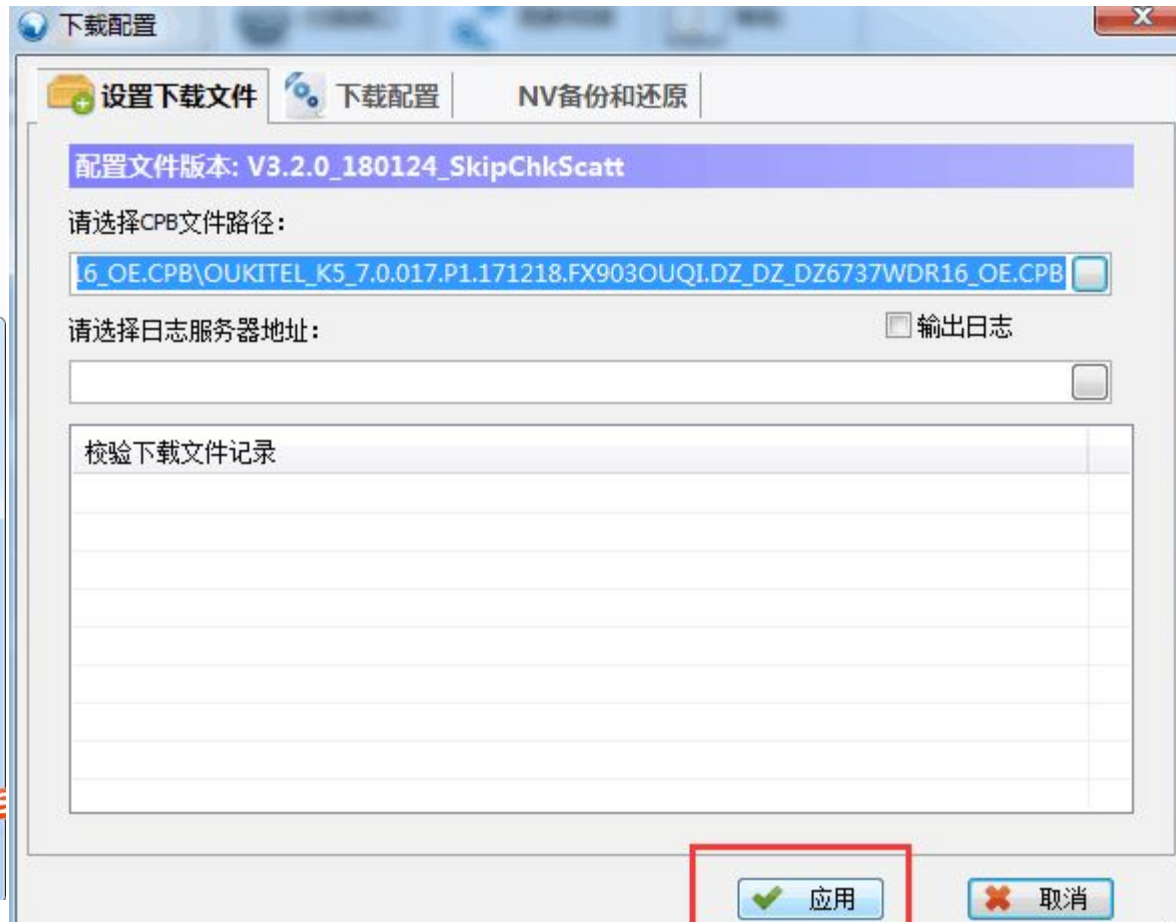 下载配置
设置下载文件 下载配置 NV备份和还原
配置文件版本: V3.2.0_180124_SkipChkScatt
请选择CPB文件路径:
16_OE.CPB\OUKITEL_K5_7.0.017.P1.171218.FX903OUQI.DZ_DZ_DZ6737WDR16_OE.CPB
请选择日志服务器地址: 输出日志
校验下载文件记录
应用 取消